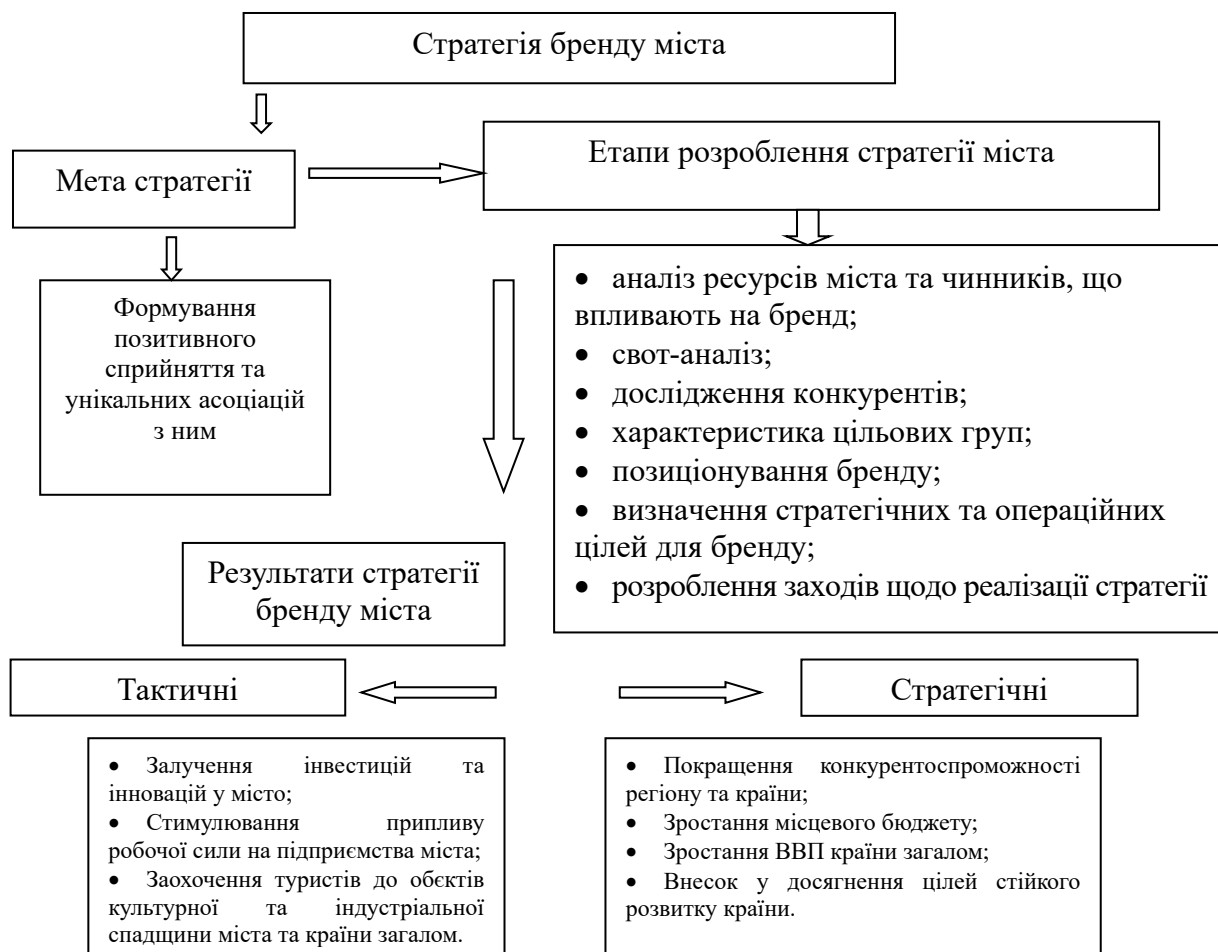 Стратегія бренду міста
Мета стратегії
Етапи розроблення стратегії міста
Формування
позитивного
сприйняття та
унікальних асоціацій
з ним
• аналіз ресурсів міста та чинників, що
впливають на бренд;
• свот-аналіз;
• дослідження конкурентів;
• характеристика цільових груп;
• позиціонування бренду;
• визначення стратегічних та операційних
цілей для бренду;
• розроблення заходів щодо реалізації стратегії
Результати стратегії
бренду міста
Тактичні
Стратегічні
• Залучення інвестицій та
інновацій у місто;
• Стимулювання припливу
робочої сили на підприємства міста;
• Заохочення туристів до обєктів
культурної та індустріальної
спадщини міста та країни загалом.
• Покращення конкурентоспроможності
регіону та країни;
• Зростання місцевого бюджету;
• Зростання ВВП країни загалом;
• Внесок у досягнення цілей стійкого
розвитку країни.